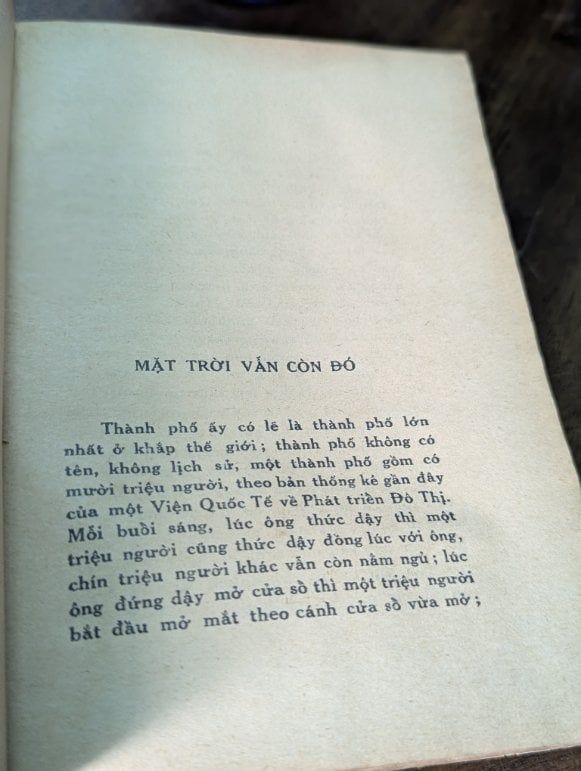 MẶT TRỜI VẪN CÒN ĐÓ
Thành phố ấy có lẽ là thành phố lớn
nhất ở khắp thế giới ; thành phố không có
tên, không lịch sử, một thành phố gồm có
mười triệu người, theo bản thống kê gần đây
của một Viện Quốc Tế về Phát triển Đô Thị.
Mỗi buổi sáng, lúc ông thức dậy thì một
triệu người cũng thức dậy đồng lúc với ông,
chín triệu người khác vẫn còn nằm ngủ ; lúc
ông đứng dậy mở cửa sổ thì một triệu người
bắt đầu mở mắt theo cánh cửa sổ vừa mở ;